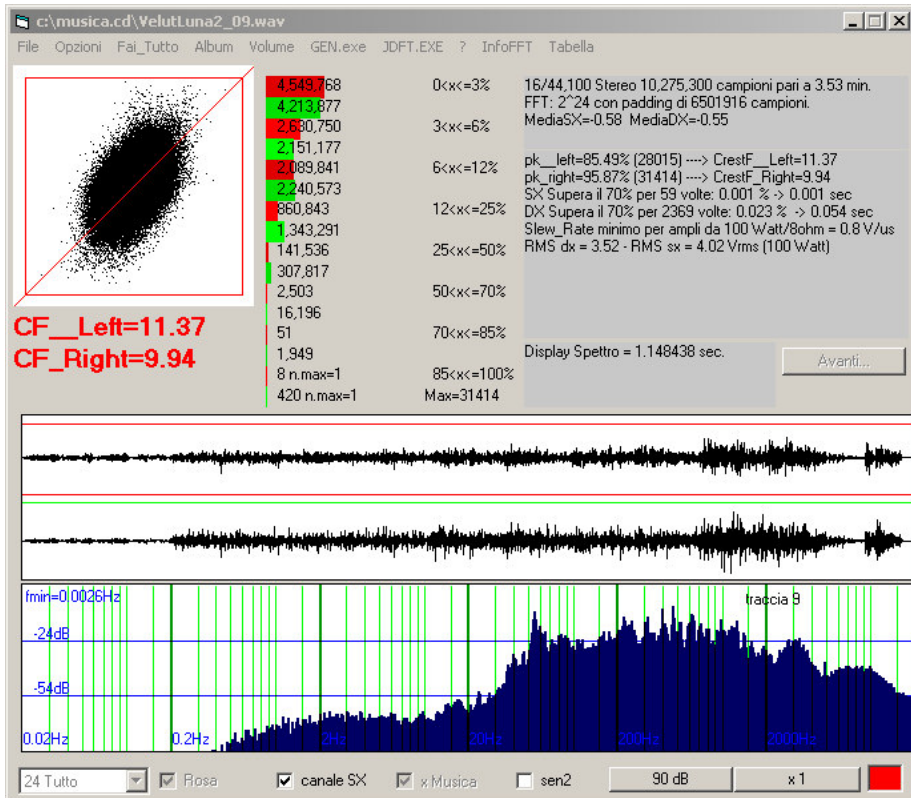 c:\musica.cd\VelutLuna2_09.wav
File Opzioni Fai_Tutto Album Volume GEN.exe JDFT.EXE ? InfoFFT Tabella
4,549,768 0<x<=3%
4,213,877
2,630,750 3<x<=6%
2,151,177
2,089,841 6<x<=12%
2,240,573
860,843 12<x<=25%
1,343,291
141,536 25<x<=50%
307,817
2,503 50<x<=70%
16,196
51 70<x<=85%
1,949
8 n.max=1 85<x<=100%
420 n.max=1 Max=31414
16/44,100 Stereo 10,275,300 campioni pari a 3.53 min.
FFT: 2^24 con padding di 6501916 campioni.
MediaSX=-0.58 MediaDX=-0.55
pk__left=85.49% (28015) ----> CrestF__Left=11.37
pk_right=95.87% (31414) ----> CrestF_Right=9.94
SX Supera il 70% per 59 volte: 0.001 % -> 0.001 sec
DX Supera il 70% per 2369 volte: 0.023 % -> 0.054 sec
Slew_Rate minimo per ampli da 100 Watt/8ohm = 0.8 V/us
RMS dx = 3.52 - RMS sx = 4.02 Vrms (100 Watt)
CF__Left=11.37
CF_Right=9.94
Display Spettro = 1.148438 sec.
Avanti...
fmin=0.0026Hz
traccia 9
-24dB
-54dB
0.02Hz 0.2Hz 2Hz 20Hz 200Hz 2000Hz
24 Tutto Rosa canale SX x Musica sen2 90 dB x 1